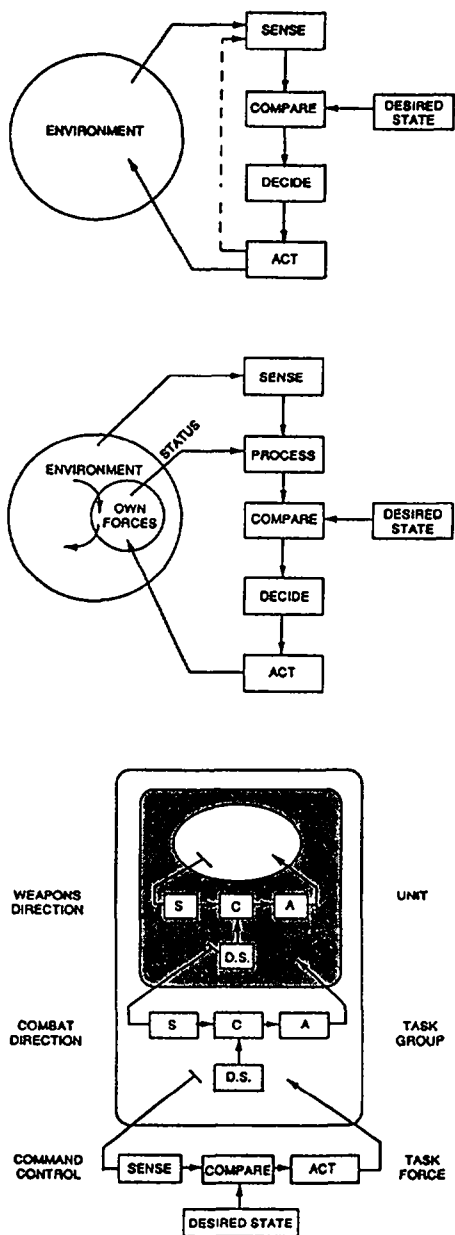 SENSE
ENVIRONMENT
COMPARE
DESIRED
STATE
DECIDE
ACT
SENSE
STATUS
ENVIRONMENT
PROCESS
OWN
FORCES
COMPARE
DESIRED
STATE
DECIDE
ACT
WEAPONS
DIRECTION
S C A
UNIT
D.S.
COMBAT
DIRECTION
S C A
TASK
GROUP
D.S.
COMMAND
CONTROL
SENSE COMPARE ACT
TASK
FORCE
DESIRED STATE